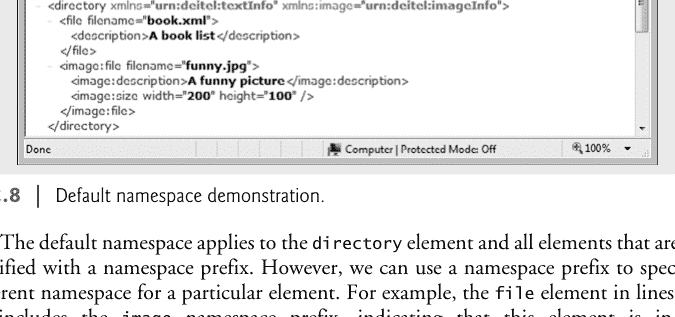 - <directory xmlns="urn:deitel:textInfo" xmlns:image="urn:deitel:imageInfo">
- <file filename="book.xml">
<description>A book list</description>
</file>
- <image:file filename="funny.jpg">
<image:description>A funny picture</image:description>
<image:size width="200" height="100" />
</image:file>
</directory>
Done Computer | Protected Mode: Off 100%
.8 | Default namespace demonstration.
The default namespace applies to the directory element and all elements that are
ified with a namespace prefix. However, we can use a namespace prefix to spec
erent namespace for a particular element. For example, the file element in lines
includes the image namespace prefix, indicating that this element is in